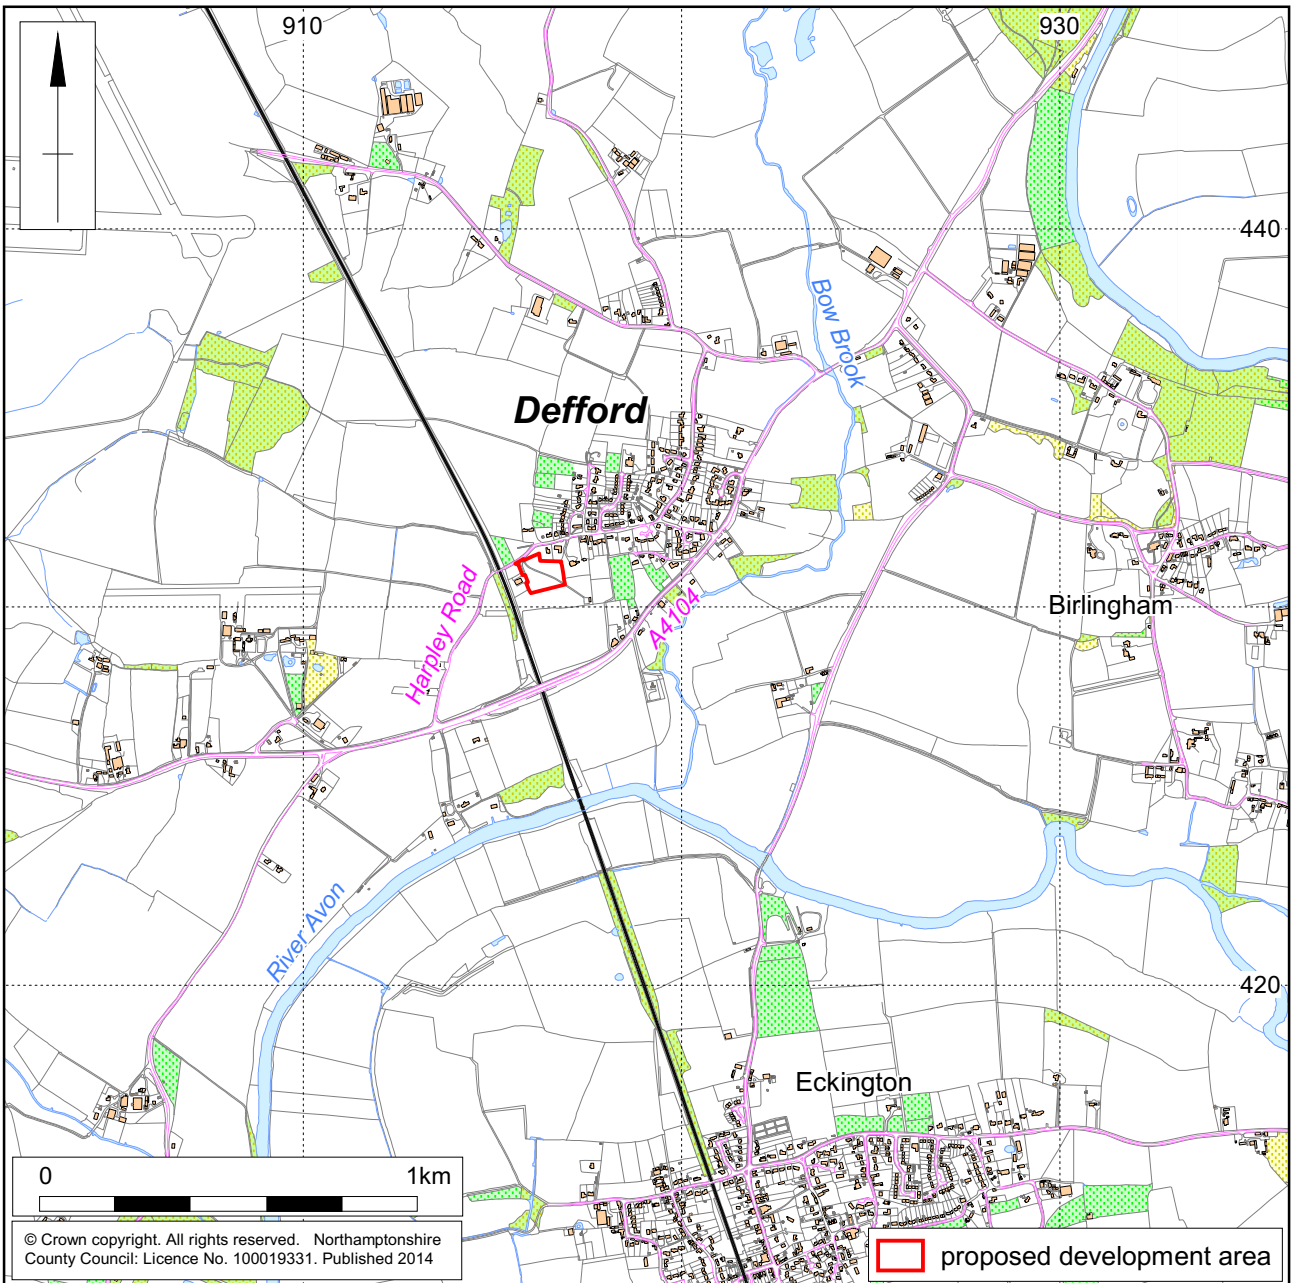 910
930
440
Bow Brook
Defford
Harpley Road
A4104
Birlingham
River Avon
420
Eckington
0 1km
© Crown copyright. All rights reserved. Northamptonshire
County Council: Licence No. 100019331. Published 2014
proposed development area